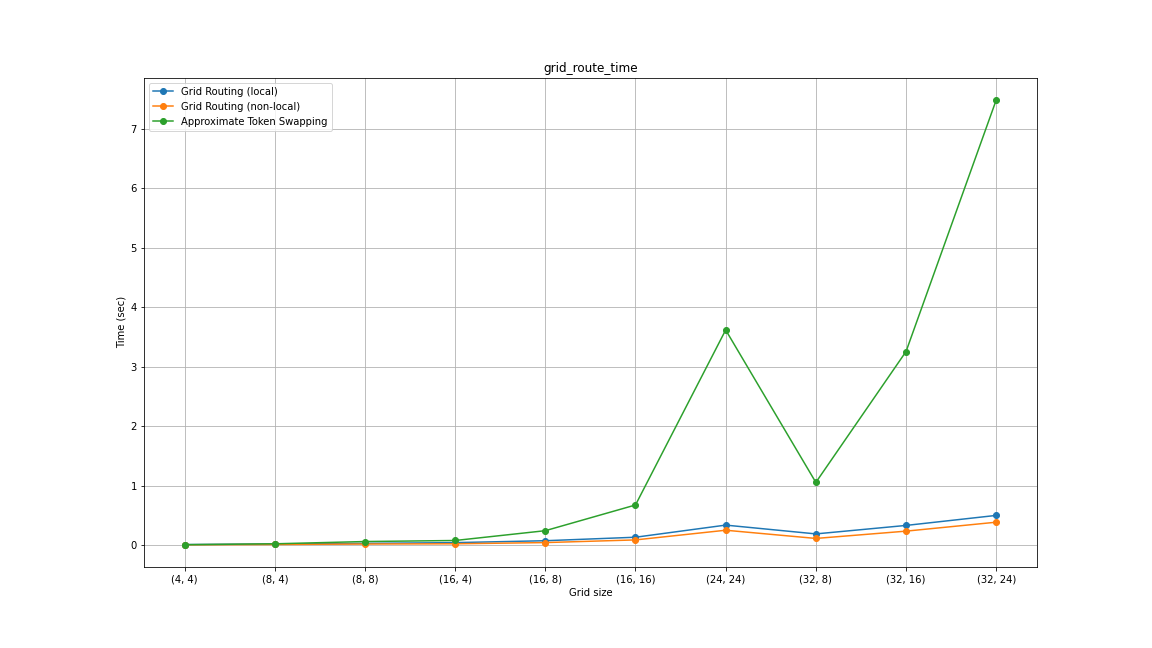 grid_route_time
Grid Routing (local)
Grid Routing (non-local)
Approximate Token Swapping
Time (sec)
7
6
5
4
3
2
1
0
(4, 4) (8, 4) (8, 8) (16, 4) (16, 8) (16, 16) (24, 24) (32, 8) (32, 16) (32, 24)
Grid size